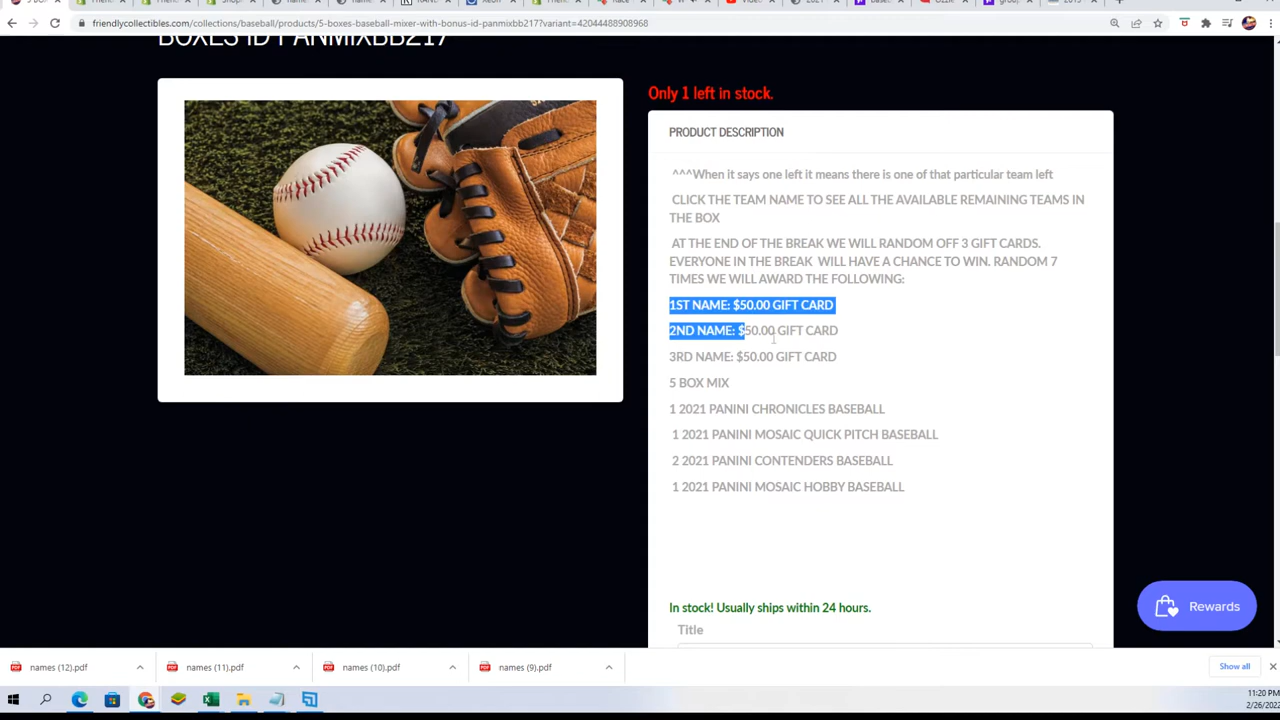 friendlycollectibles.com/collections/baseball/products/5-boxes-baseball-mixer-with-bonus-id-panmixbb217?variant=42044488908968
BOXES ID PANMIXBB217
Only 1 left in stock.
PRODUCT DESCRIPTION
^^^When it says one left it means there is one of that particular team left
CLICK THE TEAM NAME TO SEE ALL THE AVAILABLE REMAINING TEAMS IN
THE BOX
AT THE END OF THE BREAK WE WILL RANDOM OFF 3 GIFT CARDS.
EVERYONE IN THE BREAK WILL HAVE A CHANCE TO WIN. RANDOM 7
TIMES WE WILL AWARD THE FOLLOWING:
1ST NAME: $50.00 GIFT CARD
2ND NAME: $50.00 GIFT CARD
3RD NAME: $50.00 GIFT CARD
5 BOX MIX
1 2021 PANINI CHRONICLES BASEBALL
1 2021 PANINI MOSAIC QUICK PITCH BASEBALL
2 2021 PANINI CONTENDERS BASEBALL
1 2021 PANINI MOSAIC HOBBY BASEBALL
In stock! Usually ships within 24 hours.
Title
Rewards
names (12).pdf
names (11).pdf
names (10).pdf
names (9).pdf
Show all
11:20 PM